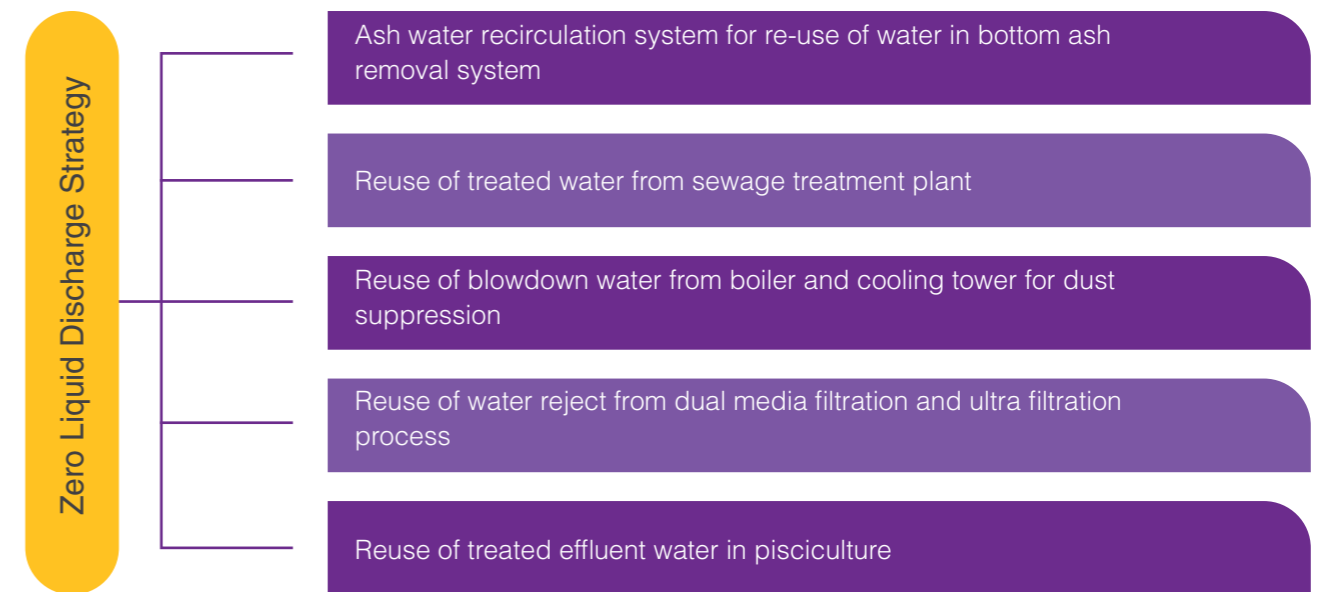 Zero Liquid Discharge Strategy
Ash water recirculation system for re-use of water in bottom ash
removal system
Reuse of treated water from sewage treatment plant
Reuse of blowdown water from boiler and cooling tower for dust
suppression
Reuse of water reject from dual media filtration and ultra filtration
process
Reuse of treated effluent water in pisciculture